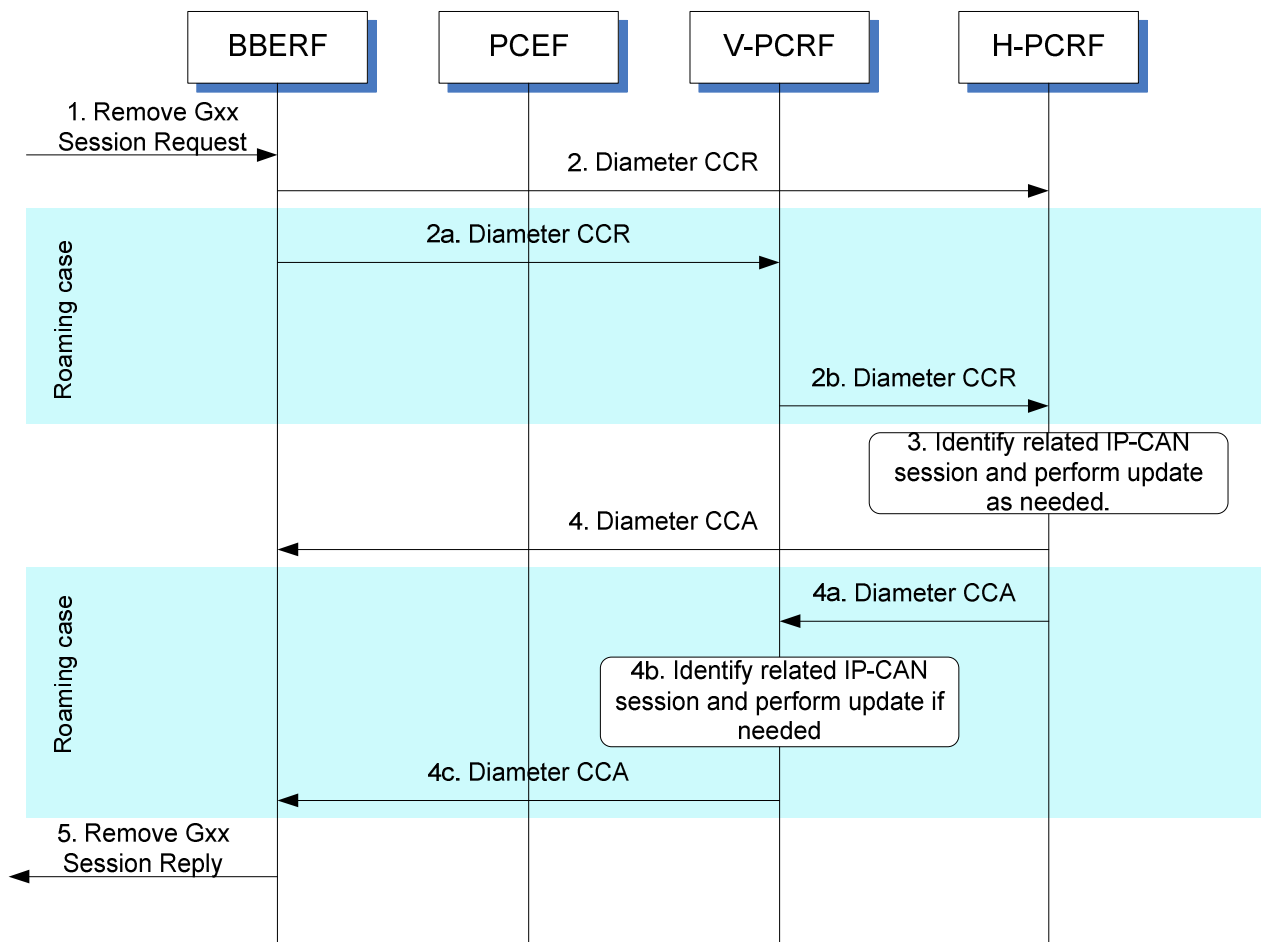 BBERF
PCEF
V-PCRF
H-PCRF
1. Remove Gxx
Session Request
2. Diameter CCR
Roaming case
2a. Diameter CCR
2b. Diameter CCR
3. Identify related IP-CAN
session and perform update
as needed.
4. Diameter CCA
Roaming case
4a. Diameter CCA
4b. Identify related IP-CAN
session and perform update if
needed
4c. Diameter CCA
5. Remove Gxx
Session Reply